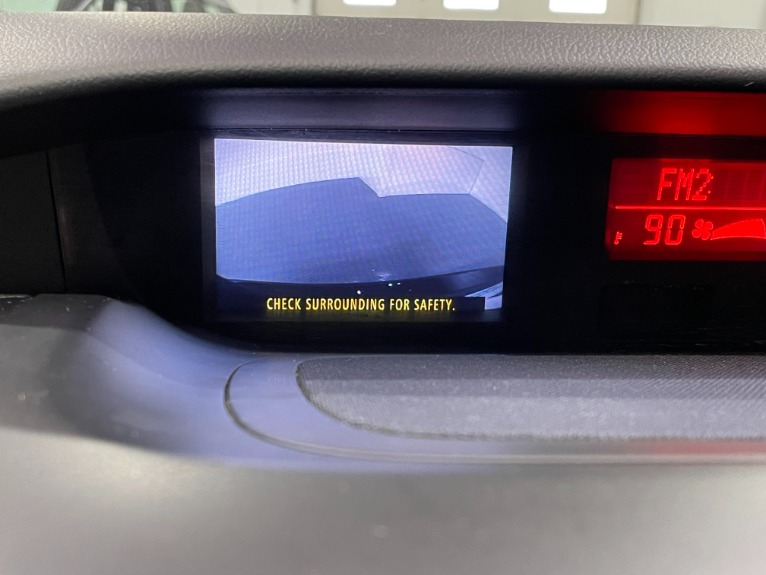 CHECK SURROUNDING FOR SAFETY.
FM2
90